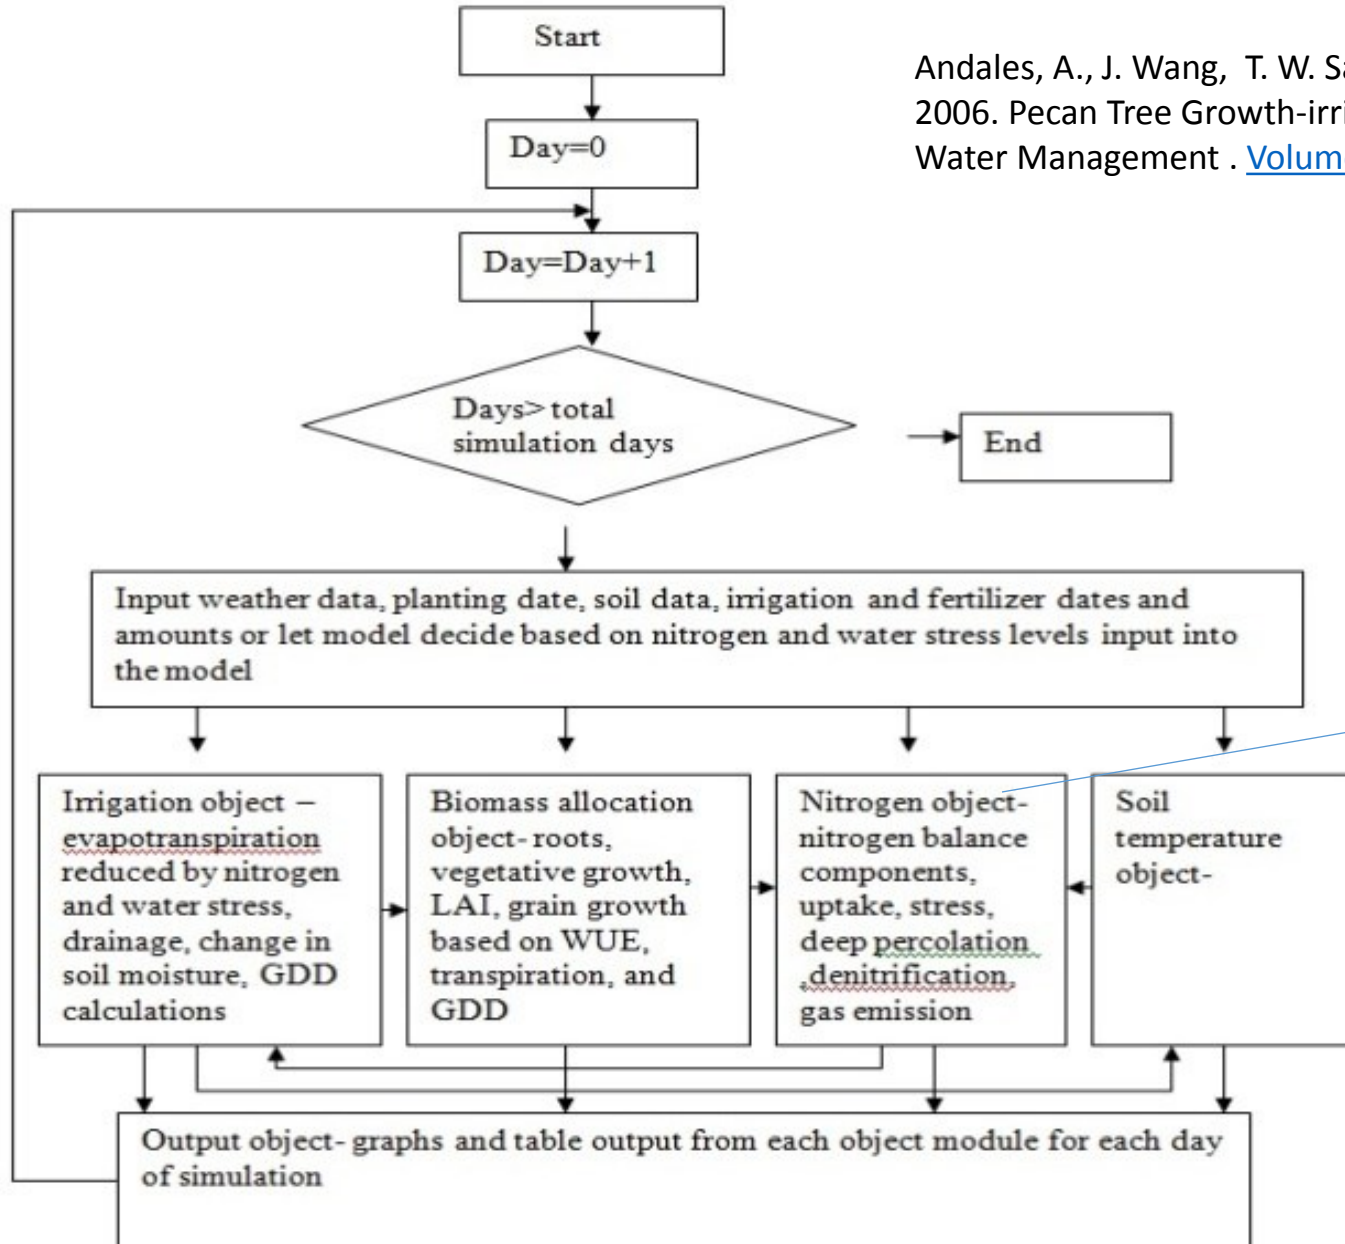 Start
Andales, A., J. Wang, T. W. Sa
2006. Pecan Tree Growth-irri
Water Management . Volum
Day=0
Day=Day+1
Days> total
simulation days
End
Input weather data, planting date, soil data, irrigation and fertilizer dates and
amounts or let model decide based on nitrogen and water stress levels input into
the model
Irrigation object –
evapotranspiration
reduced by nitrogen
and water stress,
drainage, change in
soil moisture, GDD
calculations
Biomass allocation
object- roots,
vegetative growth,
LAI, grain growth
based on WUE,
transpiration, and
GDD
Nitrogen object-
nitrogen balance
components,
uptake, stress,
deep percolation
,denitrification,
gas emission
Soil
temperature
object-
Output object- graphs and table output from each object module for each day
of simulation